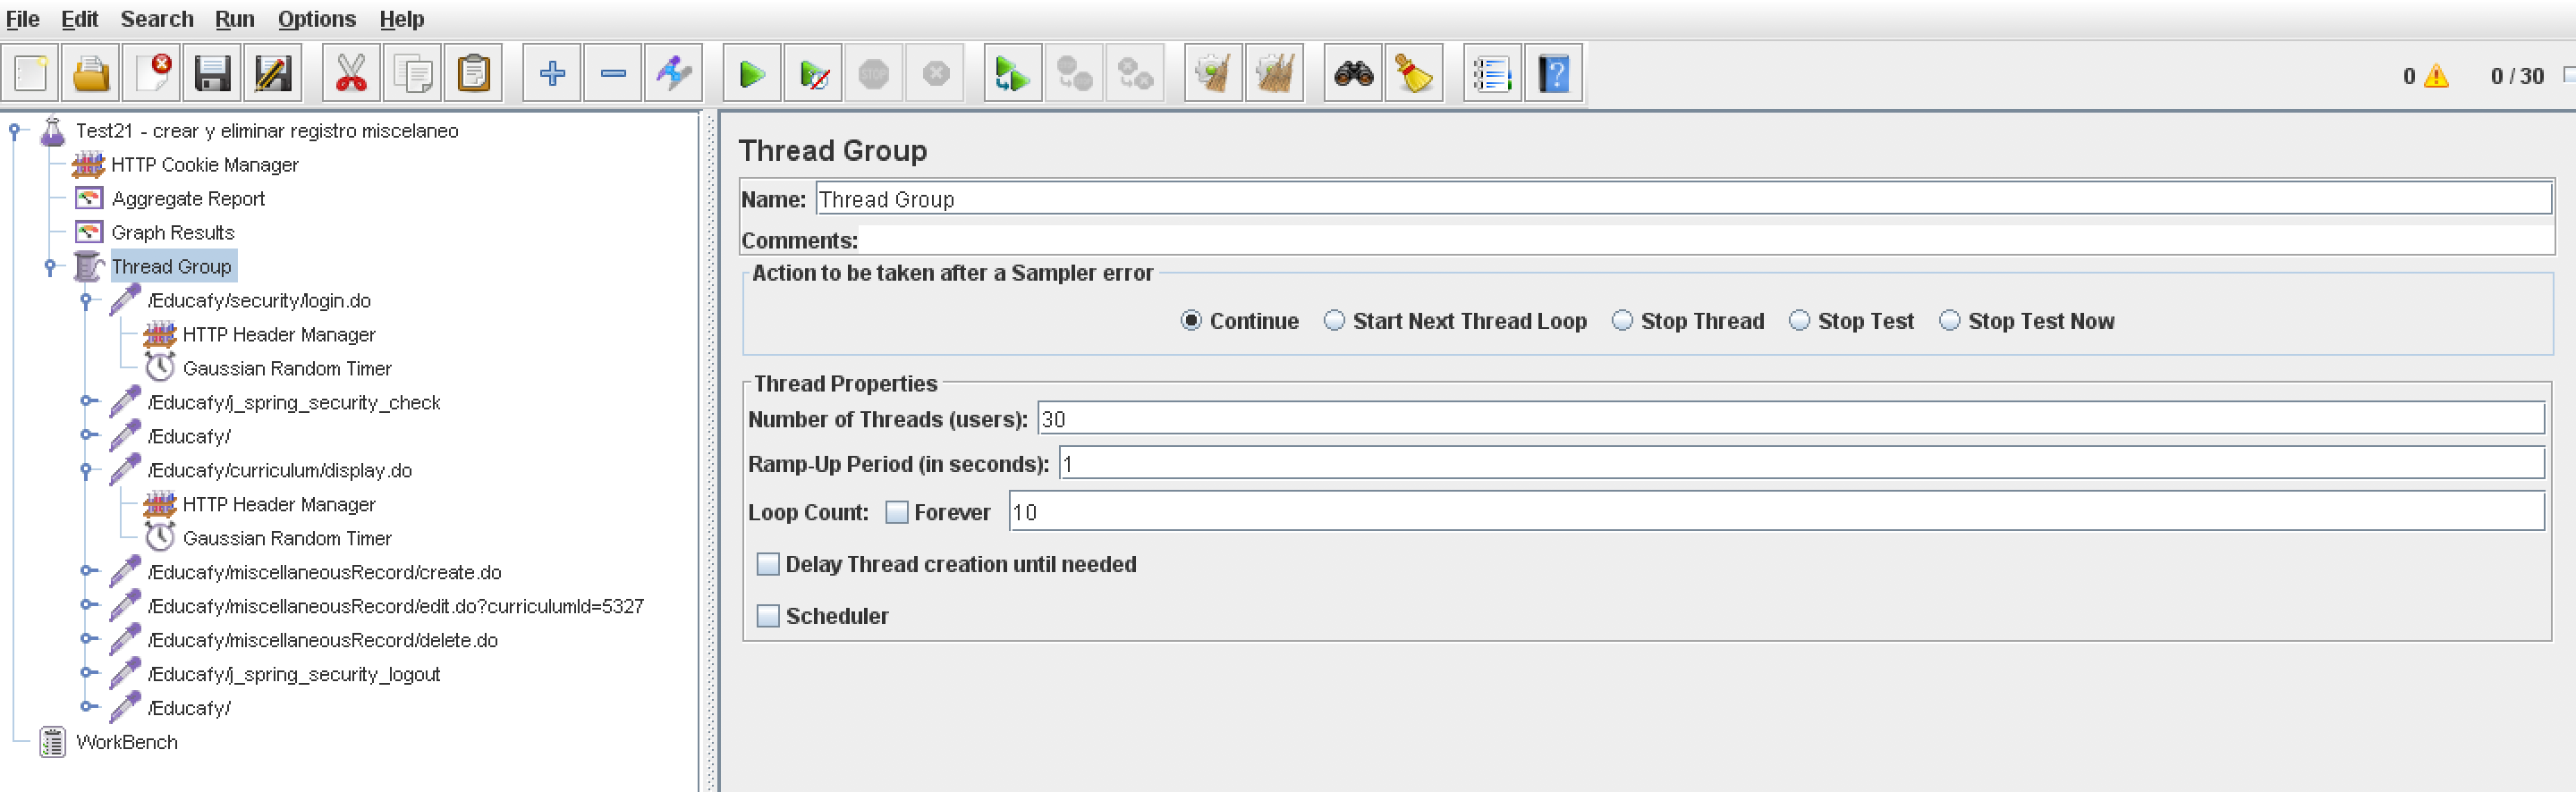 File Edit Search Run Options Help
STOP
0 0 / 30
Test21 - crear y eliminar registro miscelaneo
HTTP Cookie Manager
Aggregate Report
Graph Results
Thread Group
/Educafy/security/login.do
HTTP Header Manager
Gaussian Random Timer
/Educafy/j_spring_security_check
/Educafy/
/Educafy/curriculum/display.do
HTTP Header Manager
Gaussian Random Timer
/Educafy/miscellaneousRecord/create.do
/Educafy/miscellaneousRecord/edit.do?curriculumId=5327
/Educafy/miscellaneousRecord/delete.do
/Educafy/j_spring_security_logout
/Educafy/
WorkBench
Thread Group
Name: Thread Group
Comments:
Action to be taken after a Sampler error
Continue Start Next Thread Loop Stop Thread Stop Test Stop Test Now
Thread Properties
Number of Threads (users): 30
Ramp-Up Period (in seconds): 1
Loop Count: Forever 10
Delay Thread creation until needed
Scheduler